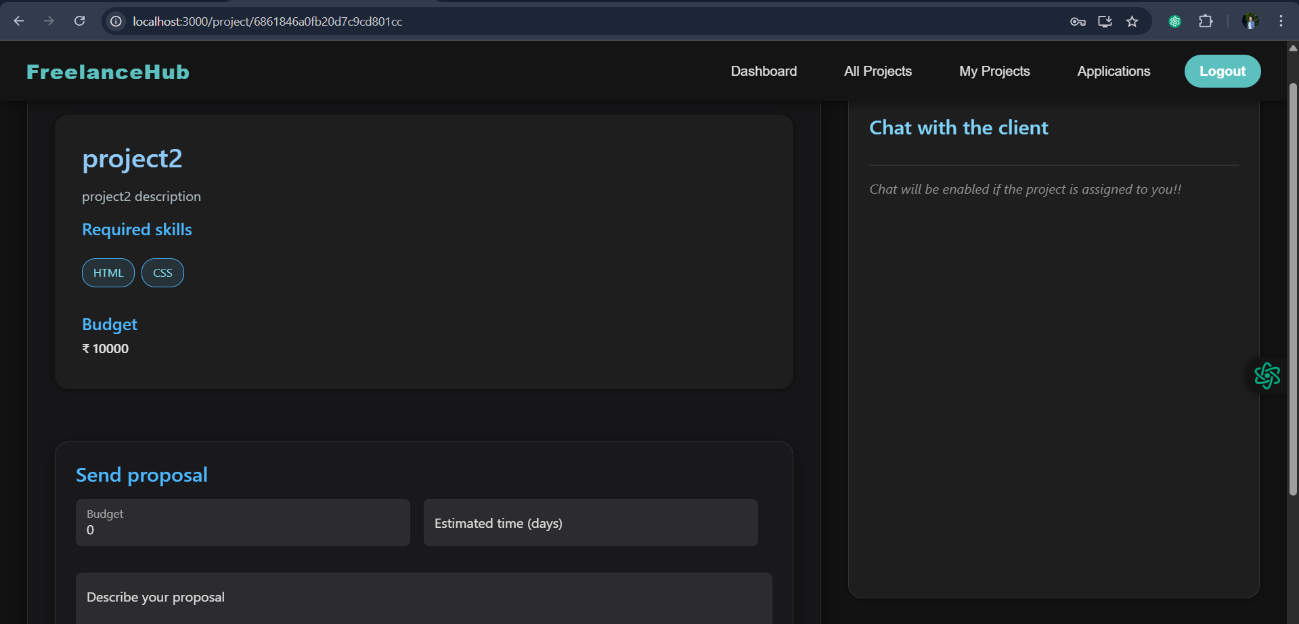 localhost:3000/project/6861846a0fb20d7c9cd801cc
FreelanceHub
Dashboard
All Projects
My Projects
Applications
Logout
project2
project2 description
Required skills
HTML
CSS
Budget
₹ 10000
Send proposal
Budget
0
Estimated time (days)
Describe your proposal
Chat with the client
Chat will be enabled if the project is assigned to you!!